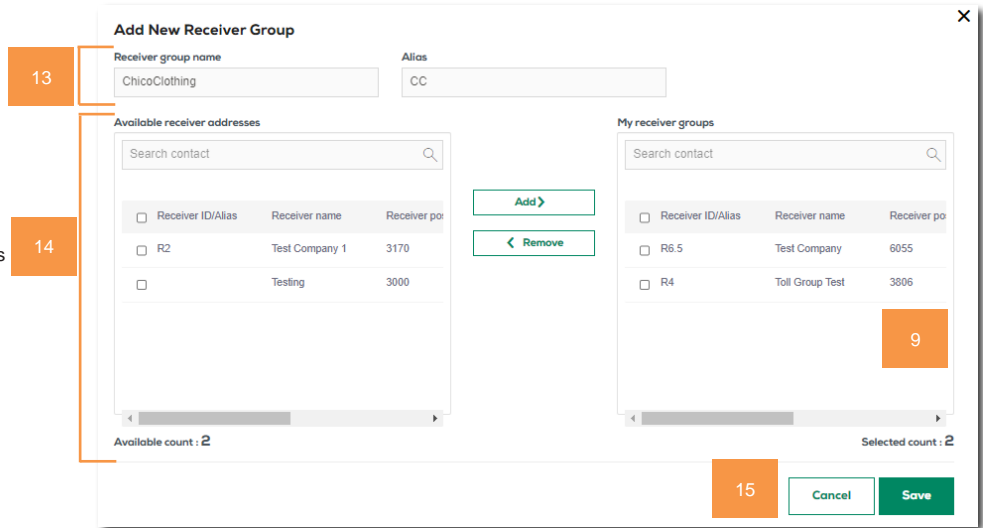 Add New Receiver Group
Receiver group name Alias
13
ChicoClothing CC
Available receiver addresses My receiver groups
Search contact Search contact
Add
Receiver ID/Alias Receiver name Receiver pos Receiver ID/Alias Receiver name Receiver pos
Remove
s 14
R2 Test Company 1 3170 R6.5 Test Company 6055
Testing 3000 R4 Toll Group Test 3806
9
Available count : 2 Selected count : 2
15 Cancel Save